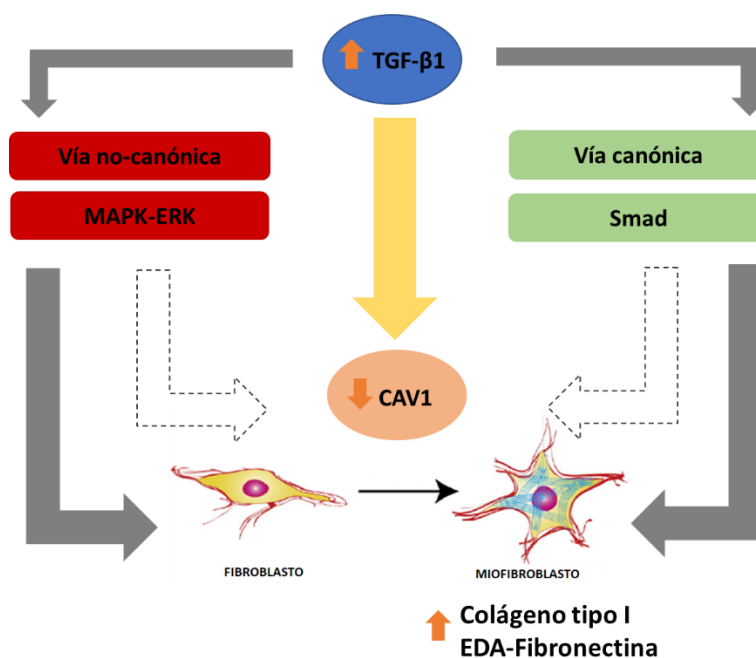 TGF-β1
Vía no-canónica
MAPK-ERK
Vía canónica
Smad
CAV1
FIBROBLASTO
MIOFIBROBLASTO
Colágeno tipo I
EDA-Fibronectina